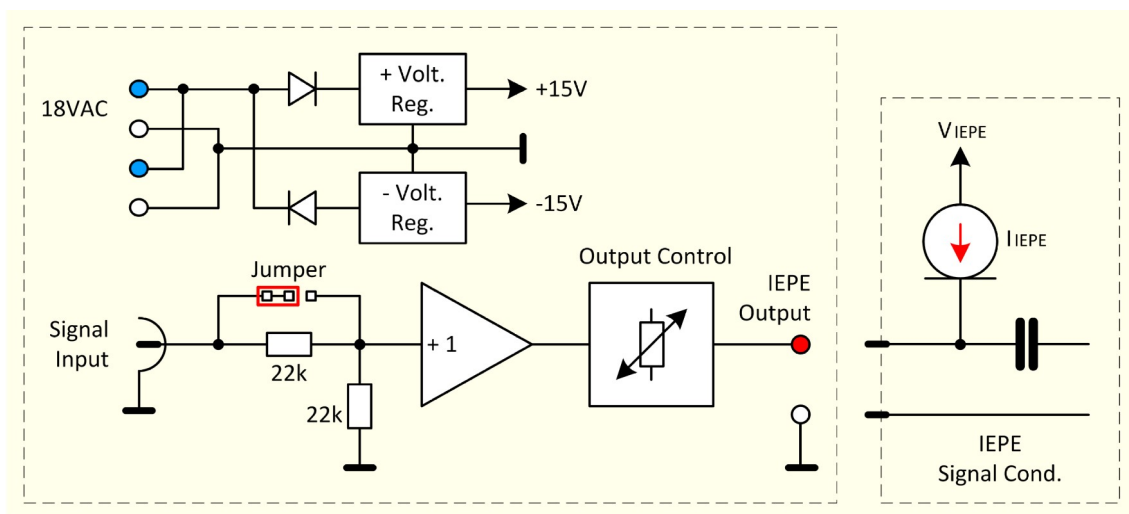 + Volt.
Reg.
+15V
18VAC
- Volt.
Reg.
-15V
VIEPE
IIEPE
Jumper
Output Control
IEPE
Output
Signal
Input
22k
+ 1
22k
IEPE
Signal Cond.